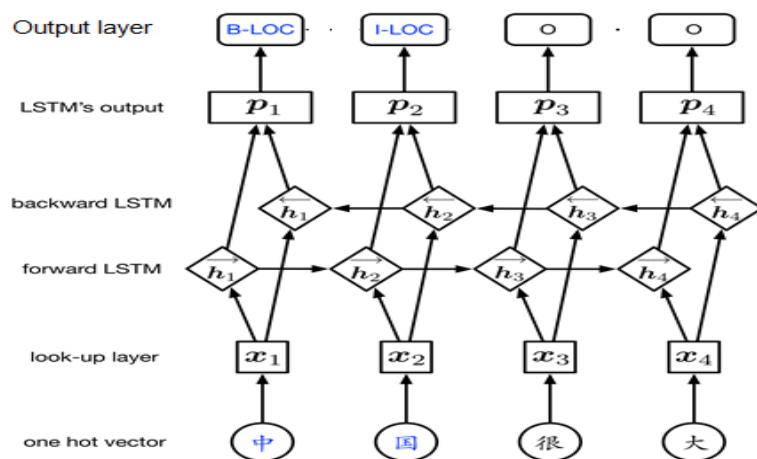 Output layer B-LOC I-LOC O O
LSTM's output p₁ p₂ p₃ p₄
backward LSTM h₁ h₂ h₃ h₄
forward LSTM h₁ h₂ h₃ h₄
look-up layer x₁ x₂ x₃ x₄
one hot vector 中 国 很 大